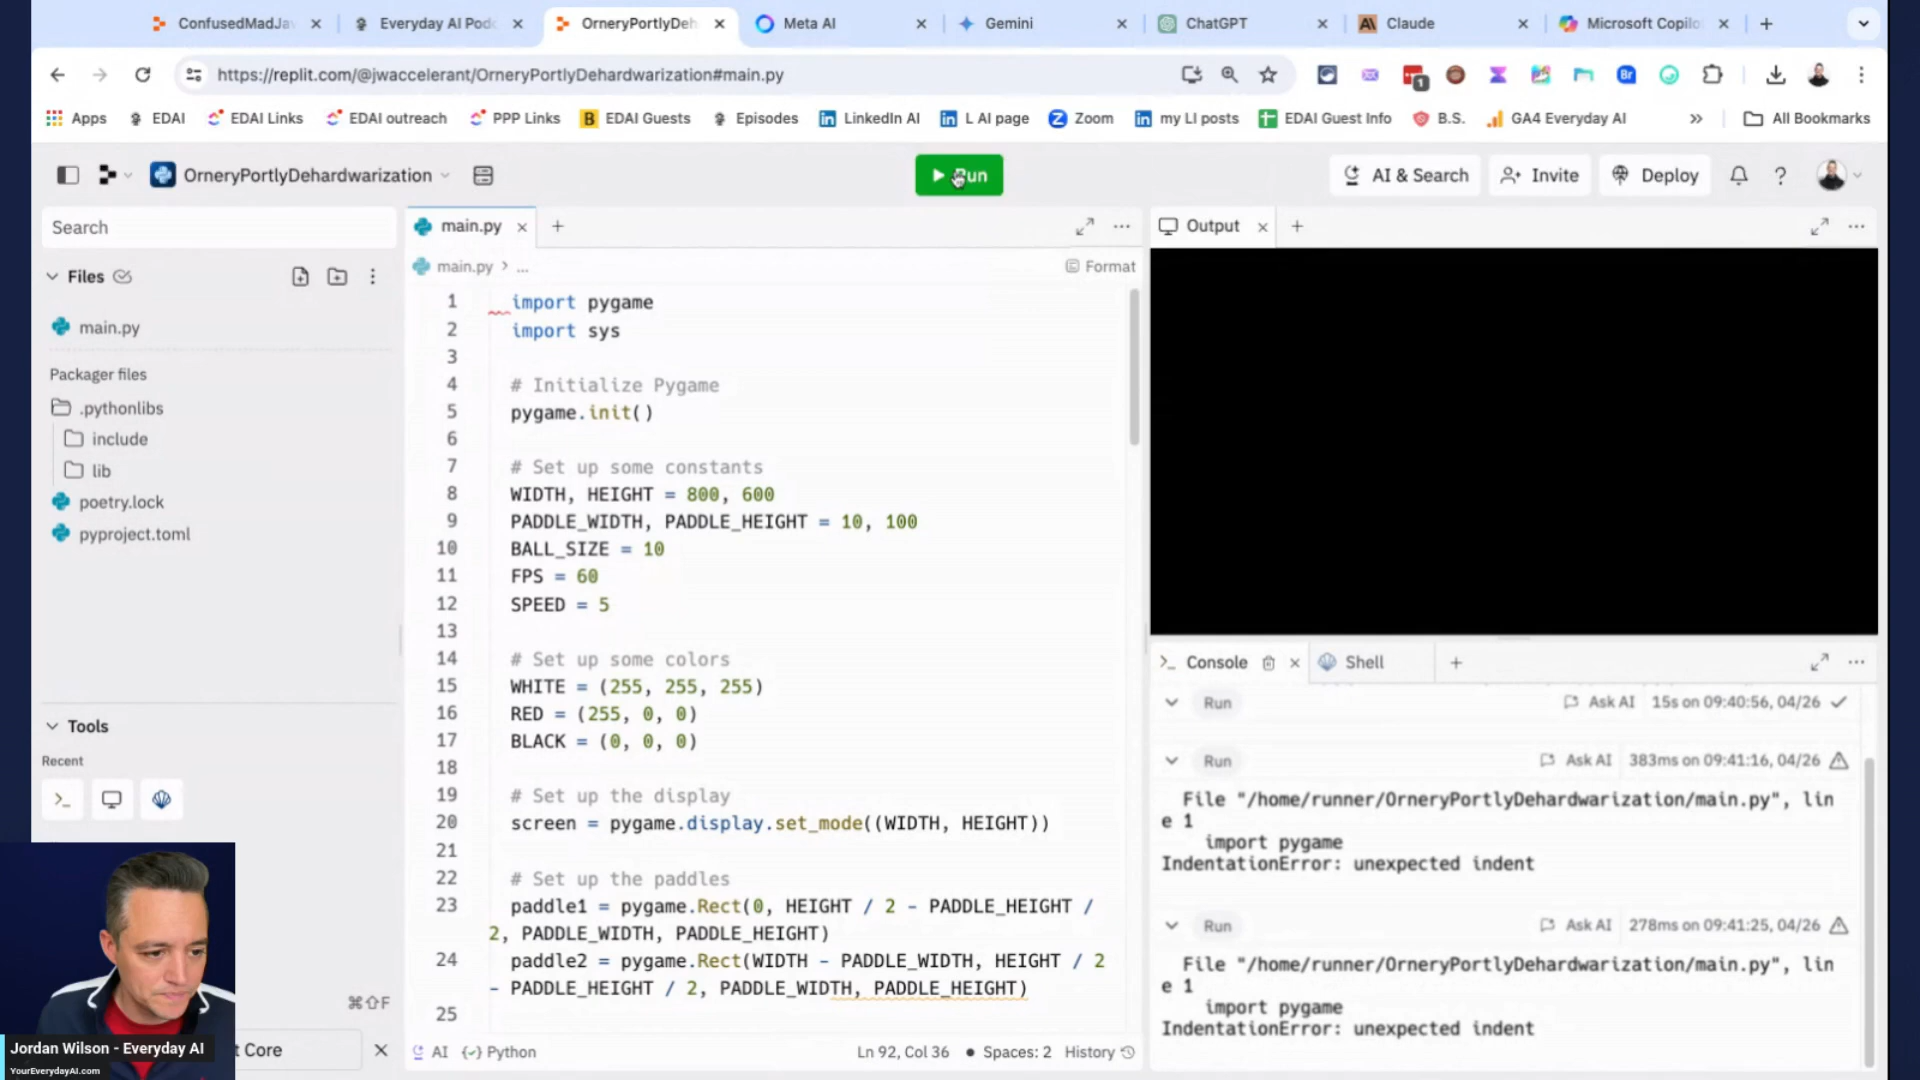 ConfusedMadJav
Everyday AI Podc
OrneryPortlyDeh
Meta AI
Gemini
ChatGPT
Claude
Microsoft Copilo
https://replit.com/@jwaccelerant/OrneryPortlyDehardwarization#main.py
1
Br
Apps
EDAI
EDAI Links
EDAI outreach
PPP Links
B EDAI Guests
Episodes
LinkedIn AI
L AI page
Zoom
my LI posts
EDAI Guest Info
B.S.
GA4 Everyday AI
»
All Bookmarks
OrneryPortlyDehardwarization
Run
AI & Search
Invite
Deploy
?
Search
Files
main.py
Packager files
.pythonlibs
include
lib
poetry.lock
pyproject.toml
Tools
Recent
⌘⇧F
t Core
main.py
main.py > ...
Format
1 import pygame
2 import sys
3
4 # Initialize Pygame
5 pygame.init()
6
7 # Set up some constants
8 WIDTH, HEIGHT = 800, 600
9 PADDLE_WIDTH, PADDLE_HEIGHT = 10, 100
10 BALL_SIZE = 10
11 FPS = 60
12 SPEED = 5
13
14 # Set up some colors
15 WHITE = (255, 255, 255)
16 RED = (255, 0, 0)
17 BLACK = (0, 0, 0)
18
19 # Set up the display
20 screen = pygame.display.set_mode((WIDTH, HEIGHT))
21
22 # Set up the paddles
23 paddle1 = pygame.Rect(0, HEIGHT / 2 - PADDLE_HEIGHT /
2, PADDLE_WIDTH, PADDLE_HEIGHT)
24 paddle2 = pygame.Rect(WIDTH - PADDLE_WIDTH, HEIGHT / 2
- PADDLE_HEIGHT / 2, PADDLE_WIDTH, PADDLE_HEIGHT)
25
AI
Python
Ln 92, Col 36
Spaces: 2
History
Output
Console
Shell
Run
Ask AI
15s on 09:40:56, 04/26
Run
Ask AI
383ms on 09:41:16, 04/26
File "/home/runner/OrneryPortlyDehardwarization/main.py", lin
e 1
import pygame
IndentationError: unexpected indent
Run
Ask AI
278ms on 09:41:25, 04/26
File "/home/runner/OrneryPortlyDehardwarization/main.py", lin
e 1
import pygame
IndentationError: unexpected indent
Jordan Wilson - Everyday AI
YourEverydayAI.com